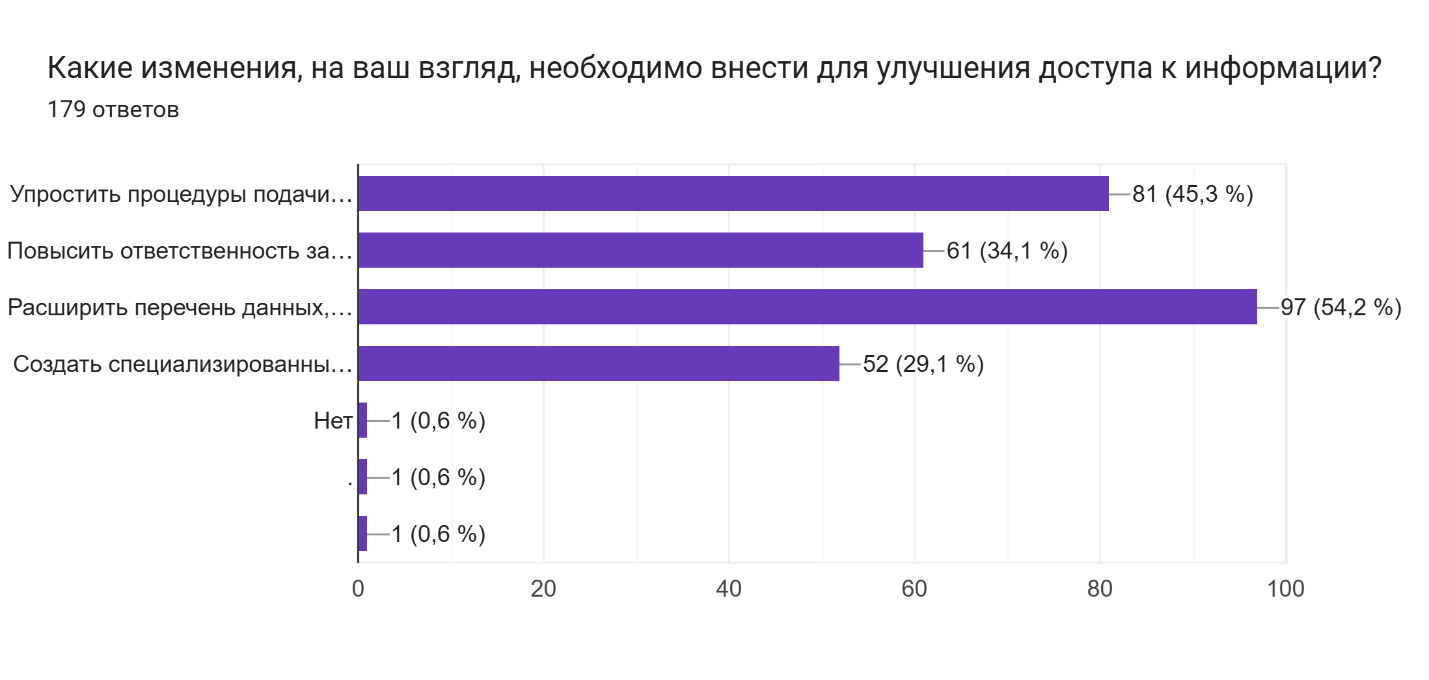 Какие изменения, на ваш взгляд, необходимо внести для улучшения доступа к информации?
179 ответов
Упростить процедуры подачи… 81 (45,3 %)
Повысить ответственность за… 61 (34,1 %)
Расширить перечень данных,… 97 (54,2 %)
Создать специализированны… 52 (29,1 %)
Нет 1 (0,6 %)
. 1 (0,6 %)
1 (0,6 %)
0 20 40 60 80 100